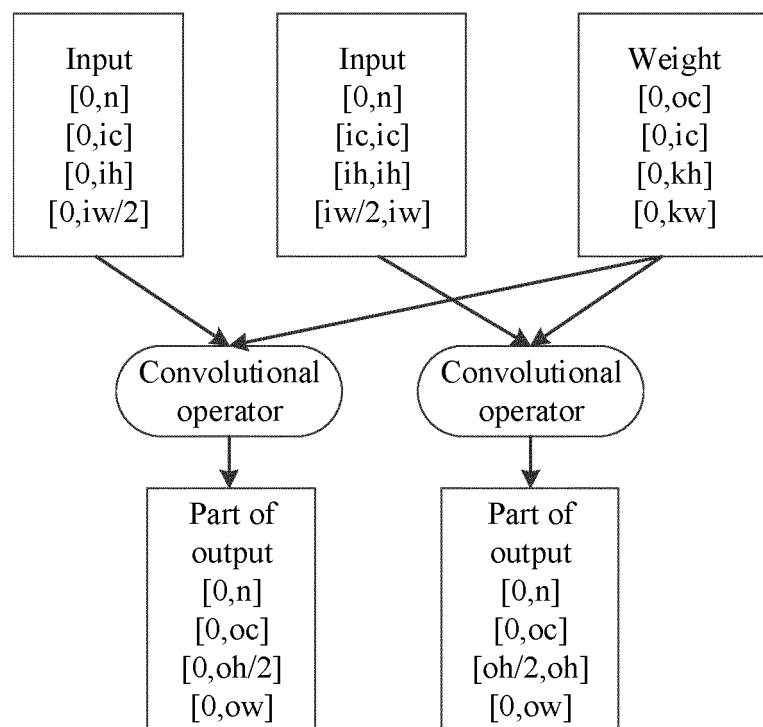 Input
[0,n]
[0,ic]
[0,ih]
[0,iw/2]
Input
[0,n]
[ic,ic]
[ih,ih]
[iw/2,iw]
Weight
[0,oc]
[0,ic]
[0,kh]
[0,kw]
Convolutional
operator
Convolutional
operator
Part of
output
[0,n]
[0,oc]
[0,oh/2]
[0,ow]
Part of
output
[0,n]
[0,oc]
[oh/2,oh]
[0,ow]